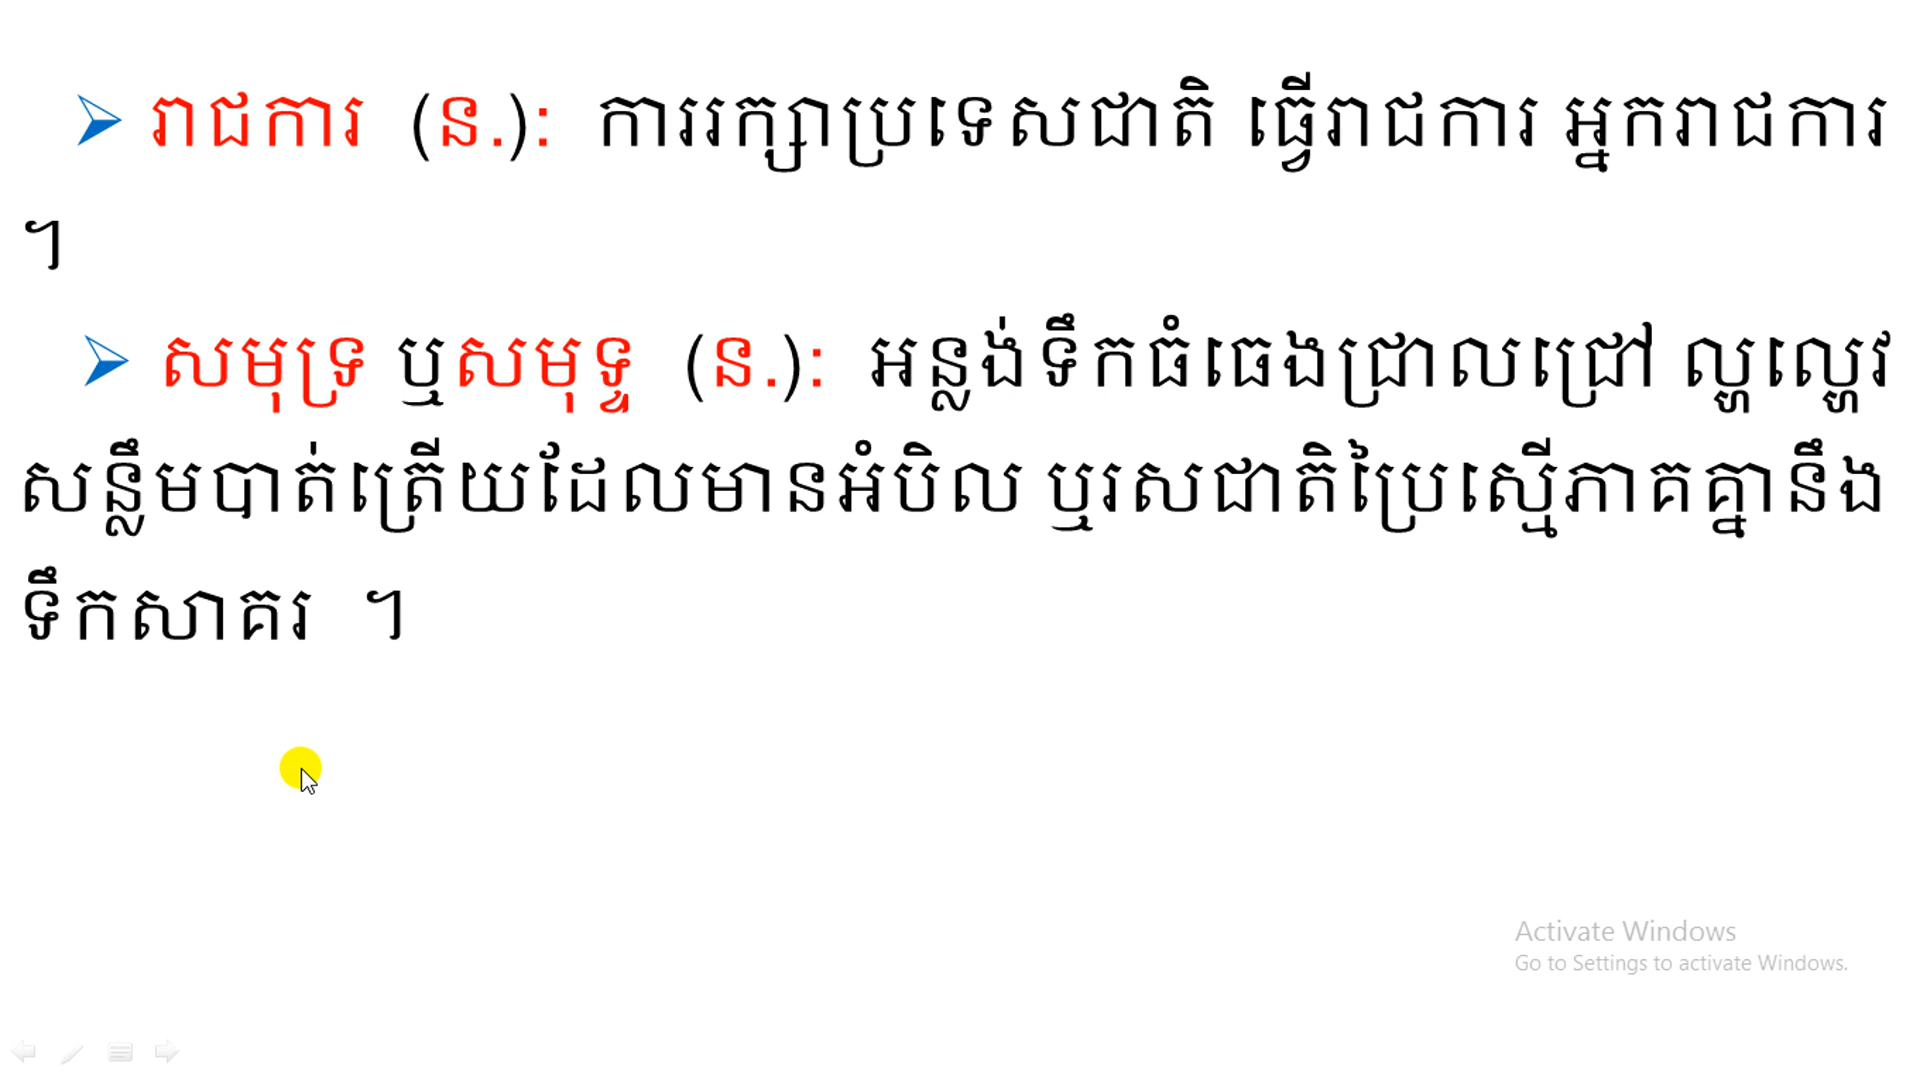 ➢ រាជការ (ន.): ការរក្សាប្រទេសជាតិ ធ្វើរាជការ អ្នករាជការ
។
➢ សមុទ្រ ឬសមុទ្ទ (ន.): អន្លង់ទឹកធំធេងជ្រាលជ្រៅ ល្ហល្ហេវ
សន្លឹមបាត់ត្រើយដែលមានអំបិល ឬរសជាតិប្រៃស្មើភាគគ្នានឹង
ទឹកសាគរ ។
Activate Windows
Go to Settings to activate Windows.